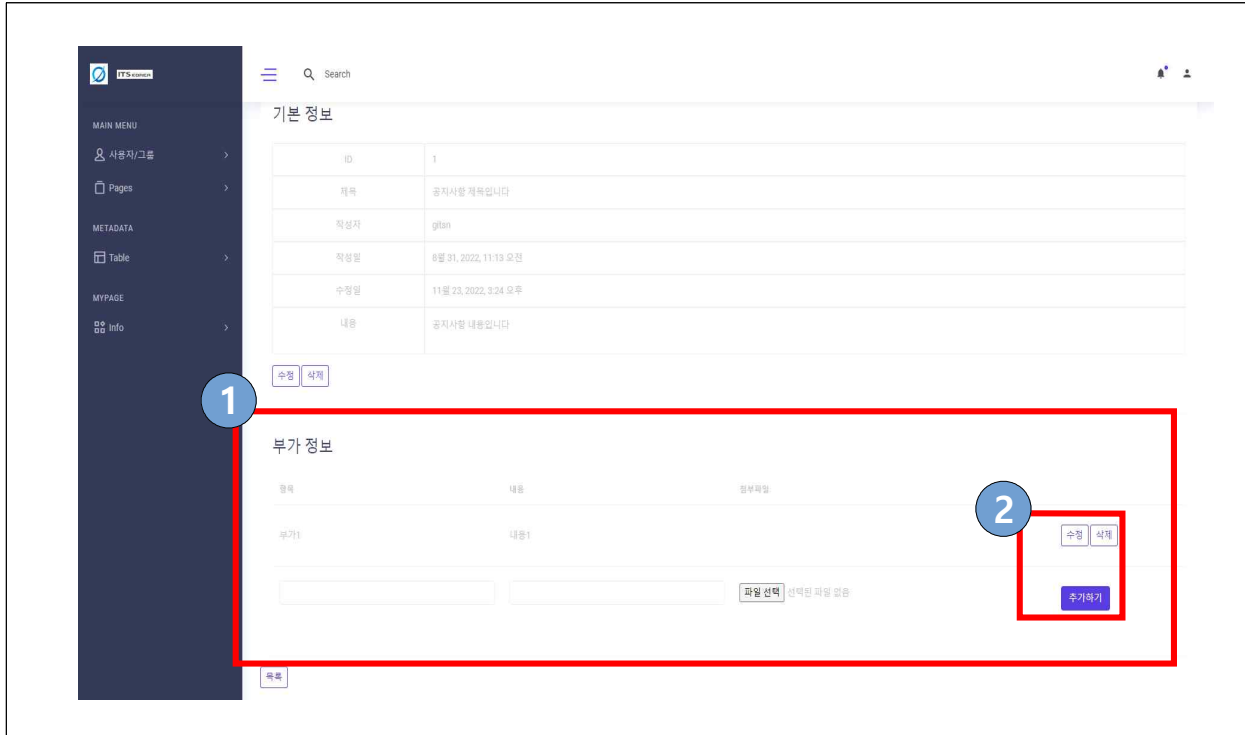 ITS KOREA
Search
MAIN MENU
사용자/그룹
Pages
METADATA
Table
MYPAGE
Info
기본 정보
ID 1
제목 공지사항 제목입니다
작성자 gitan
작성일 8월 31, 2022, 11:13 오전
수정일 11월 23, 2022, 3:24 오후
내용 공지사항 내용입니다
수정 삭제
1
부가 정보
항목 내용 첨부파일
2
부가1 내용1 수정 삭제
파일 선택 선택된 파일 없음 추가하기
목록